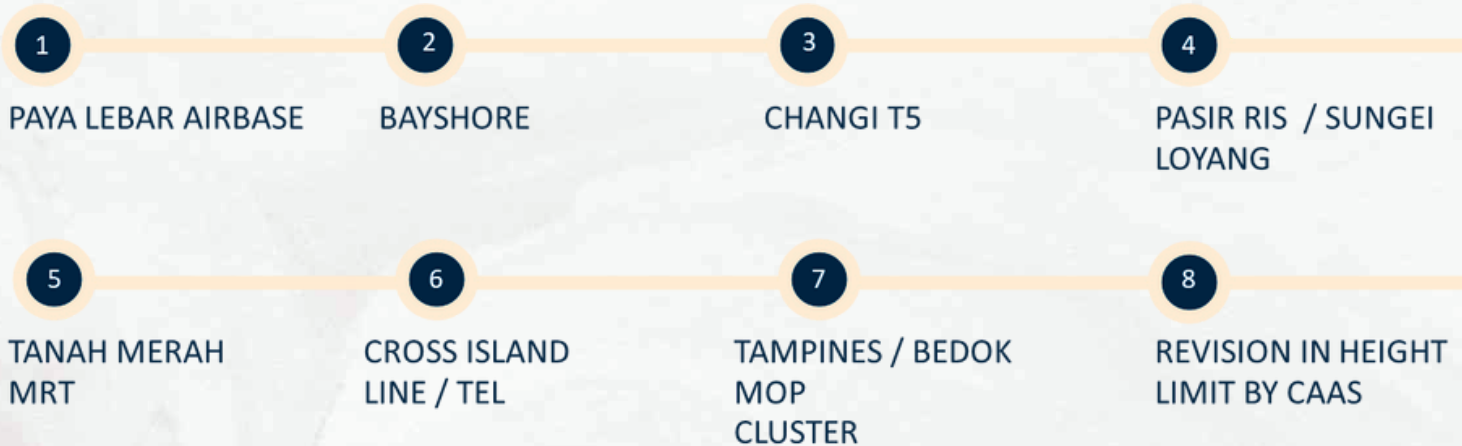 1
2
3
4
PAYA LEBAR AIRBASE
BAYSHORE
CHANGI T5
PASIR RIS / SUNGEI
LOYANG
5
6
7
8
TANAH MERAH
MRT
CROSS ISLAND
LINE / TEL
TAMPINES / BEDOK
MOP
CLUSTER
REVISION IN HEIGHT
LIMIT BY CAAS